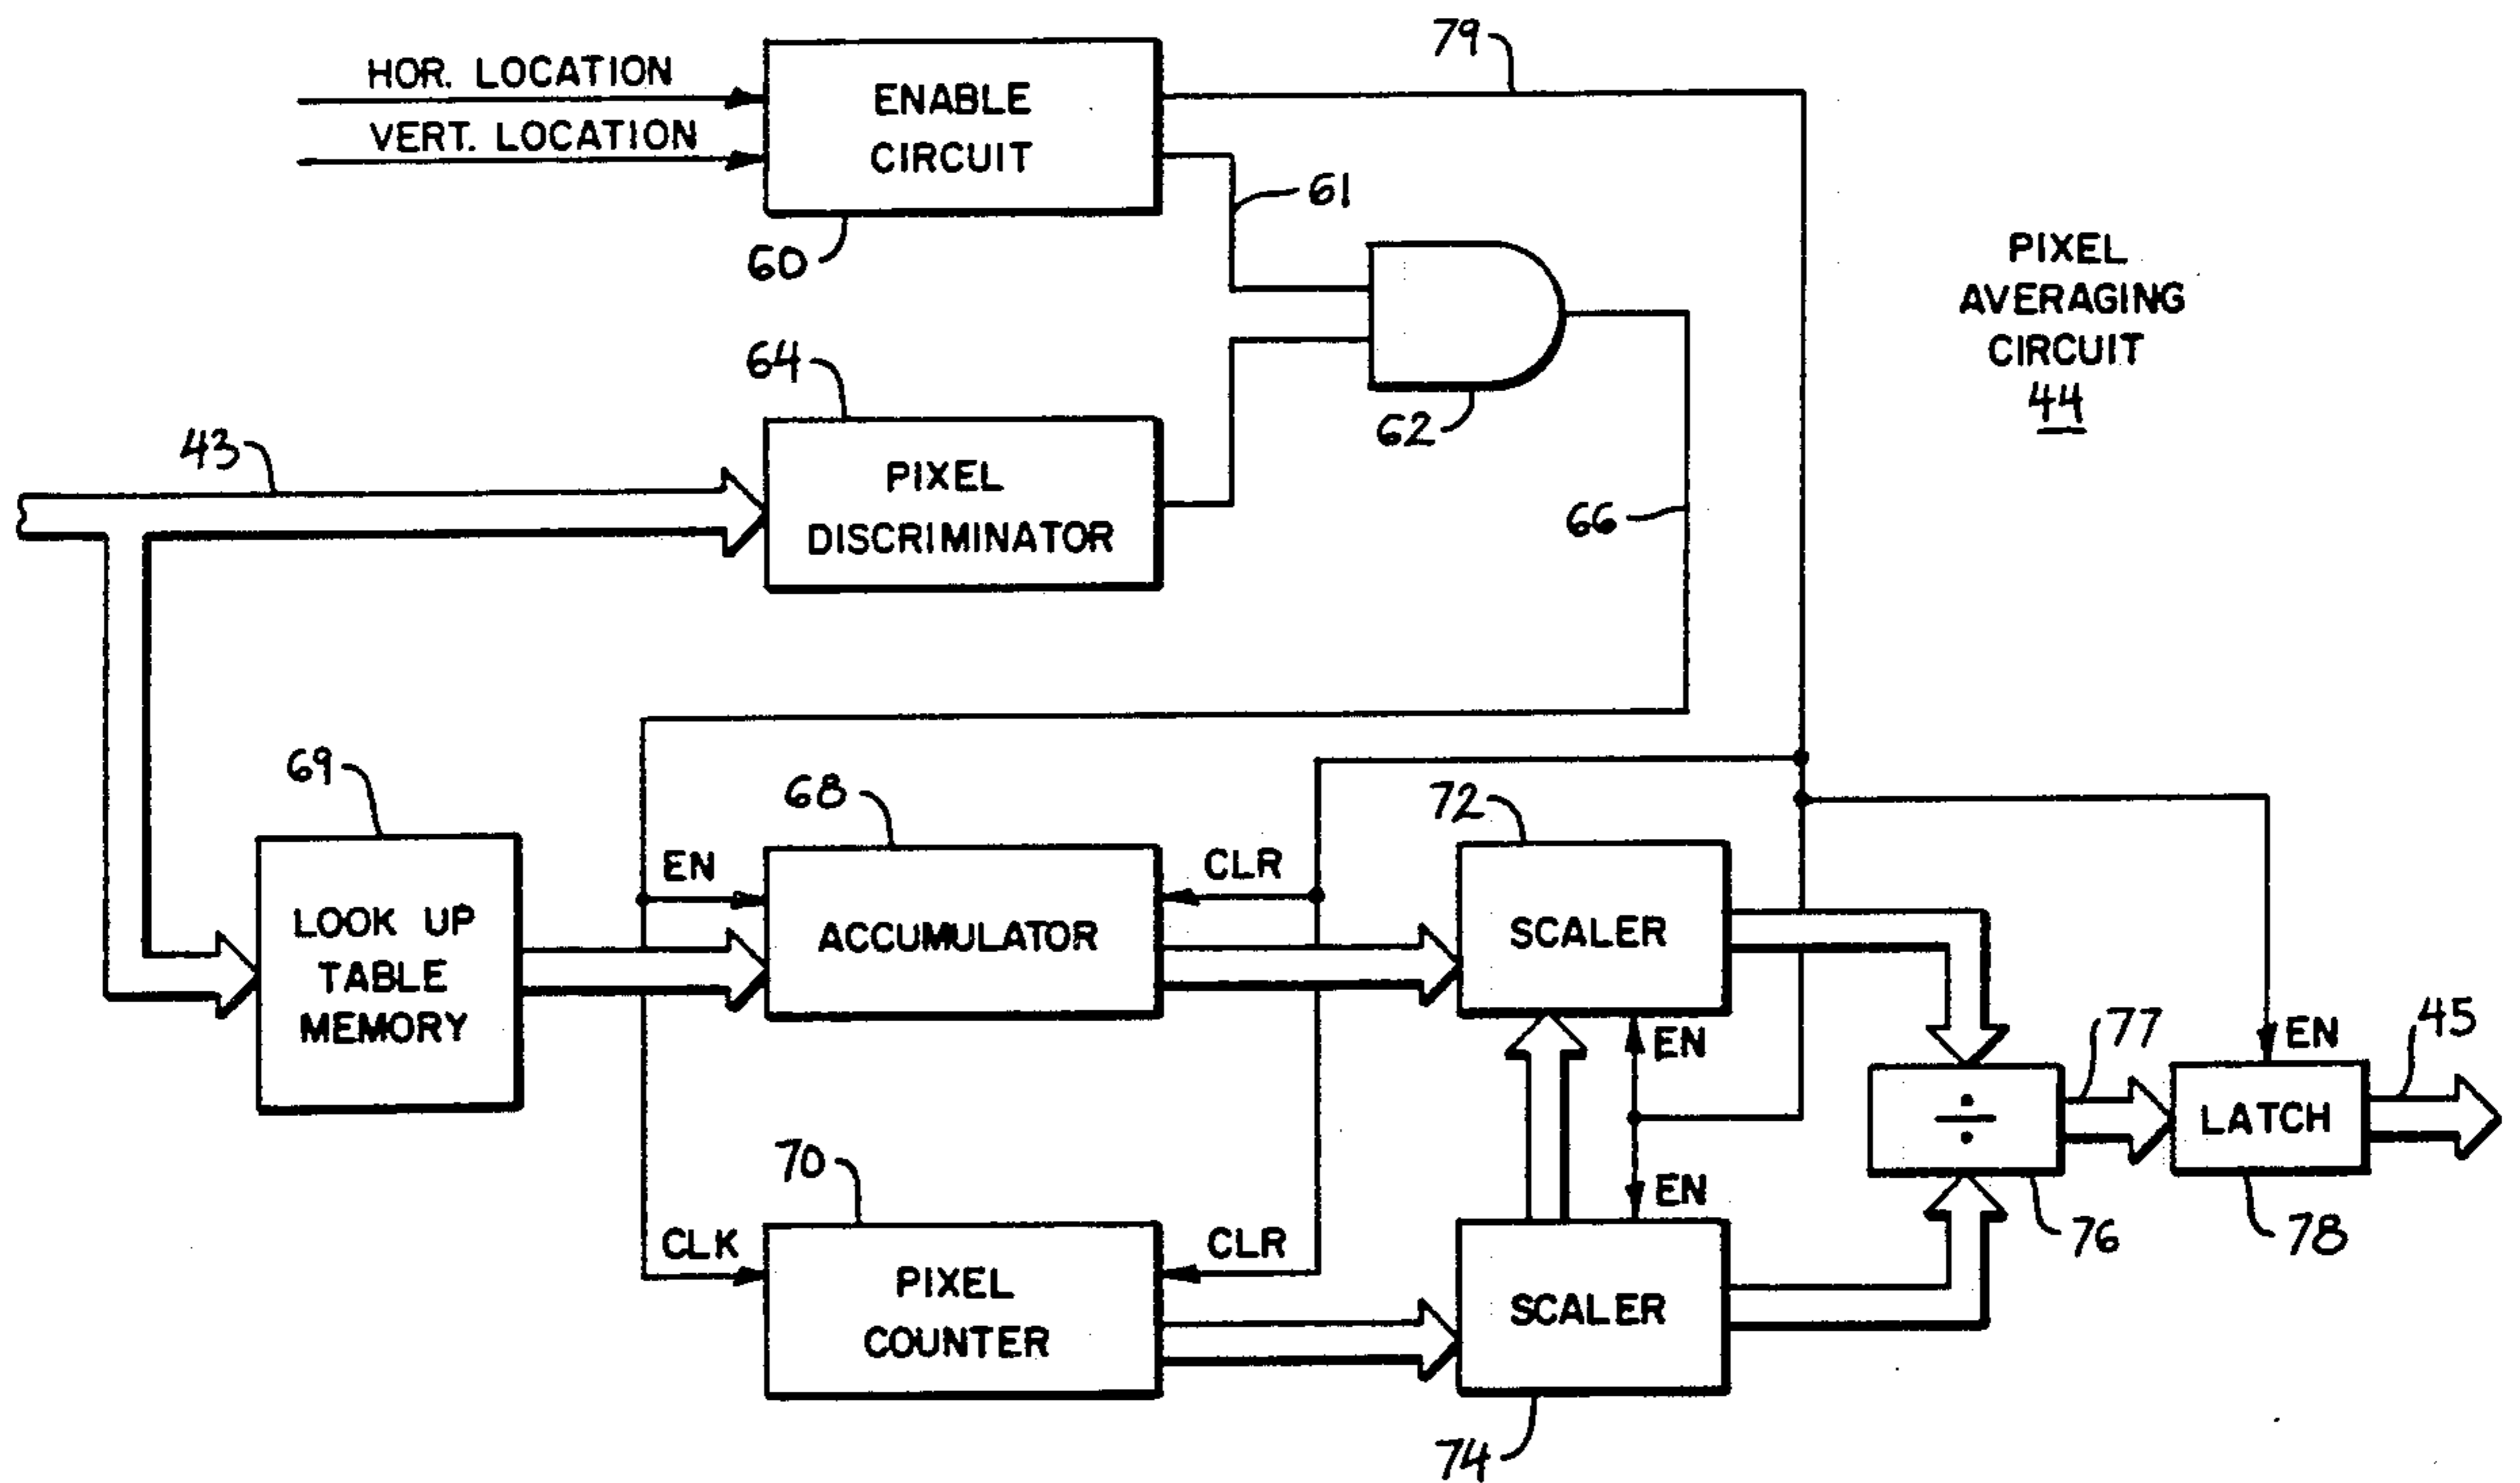 HOR. LOCATION
VERT. LOCATION
ENABLE
CIRCUIT
60
79
61
62
PIXEL
AVERAGING
CIRCUIT
44
43
64
PIXEL
DISCRIMINATOR
66
69
LOOK UP
TABLE
MEMORY
EN
68
ACCUMULATOR
CLR
72
SCALER
EN
EN
CLK
70
PIXEL
COUNTER
CLR
SCALER
74
÷
76
77
EN
LATCH
78
45